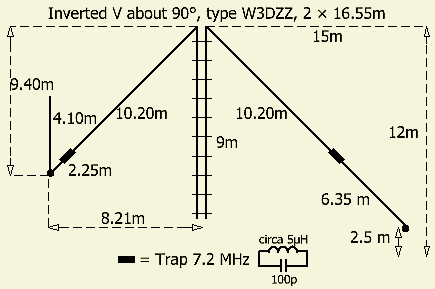 Inverted V about 90°, type W3DZZ, 2 × 16.55m
15m
9.40m
4.10m
10.20m
10.20m
12m
9m
2.25m
6.35 m
8.21m
2.5 m
circa 5µH
= Trap 7.2 MHz
100p